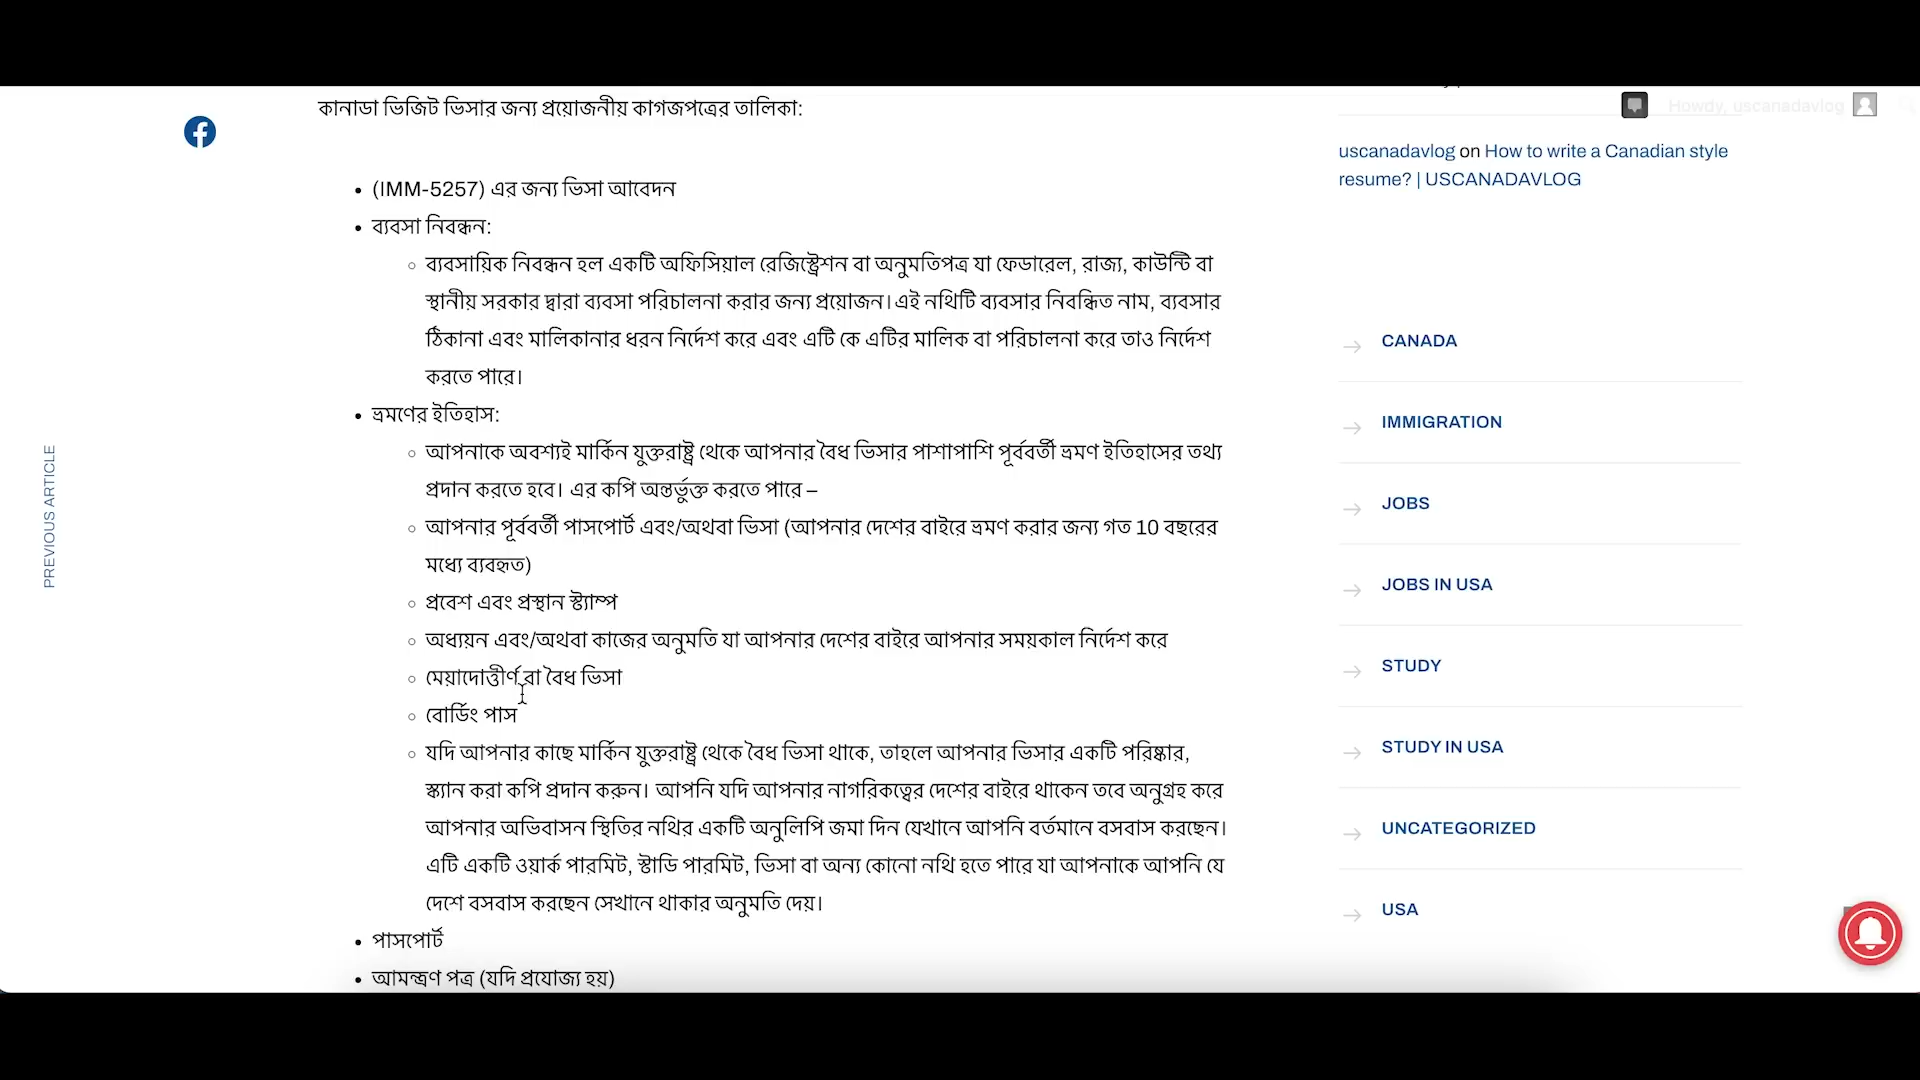 কানাডা ভিজিট ভিসার জন্য প্রয়োজনীয় কাগজপত্রের তালিকা:
(IMM-5257) এর জন্য ভিসা আবেদন
ব্যবসা নিবন্ধন:
ব্যবসায়িক নিবন্ধন হল একটি অফিসিয়াল রেজিস্ট্রেশন বা অনুমতিপত্র যা ফেডারেল, রাজ্য, কাউন্টি বা
স্থানীয় সরকার দ্বারা ব্যবসা পরিচালনা করার জন্য প্রয়োজন। এই নথিটি ব্যবসার নিবন্ধিত নাম, ব্যবসার
ঠিকানা এবং মালিকানার ধরন নির্দেশ করে এবং এটি কে এটির মালিক বা পরিচালনা করে তাও নির্দেশ
করতে পারে।
ভ্রমণের ইতিহাস:
আপনাকে অবশ্যই মার্কিন যুক্তরাষ্ট্র থেকে আপনার বৈধ ভিসার পাশাপাশি পূর্ববর্তী ভ্রমণ ইতিহাসের তথ্য
প্রদান করতে হবে। এর কপি অন্তর্ভুক্ত করতে পারে –
আপনার পূর্ববর্তী পাসপোর্ট এবং/অথবা ভিসা (আপনার দেশের বাইরে ভ্রমণ করার জন্য গত 10 বছরের
মধ্যে ব্যবহৃত)
প্রবেশ এবং প্রস্থান স্ট্যাম্প
অধ্যয়ন এবং/অথবা কাজের অনুমতি যা আপনার দেশের বাইরে আপনার সময়কাল নির্দেশ করে
মেয়াদোত্তীর্ণ বা বৈধ ভিসা
বোর্ডিং পাস
যদি আপনার কাছে মার্কিন যুক্তরাষ্ট্র থেকে বৈধ ভিসা থাকে, তাহলে আপনার ভিসার একটি পরিষ্কার,
স্ক্যান করা কপি প্রদান করুন। আপনি যদি আপনার নাগরিকত্বের দেশের বাইরে থাকেন তবে অনুগ্রহ করে
আপনার অভিবাসন স্থিতির নথির একটি অনুলিপি জমা দিন যেখানে আপনি বর্তমানে বসবাস করছেন।
এটি একটি ওয়ার্ক পারমিট, স্টাডি পারমিট, ভিসা বা অন্য কোনো নথি হতে পারে যা আপনাকে আপনি যে
দেশে বসবাস করছেন সেখানে থাকার অনুমতি দেয়।
পাসপোর্ট
আমন্ত্রণ পত্র (যদি প্রযোজ্য হয়)
PREVIOUS ARTICLE
Howdy, uscanadavlog
uscanadavlog on How to write a Canadian style
resume? | USCANADAVLOG
CANADA
IMMIGRATION
JOBS
JOBS IN USA
STUDY
STUDY IN USA
UNCATEGORIZED
USA